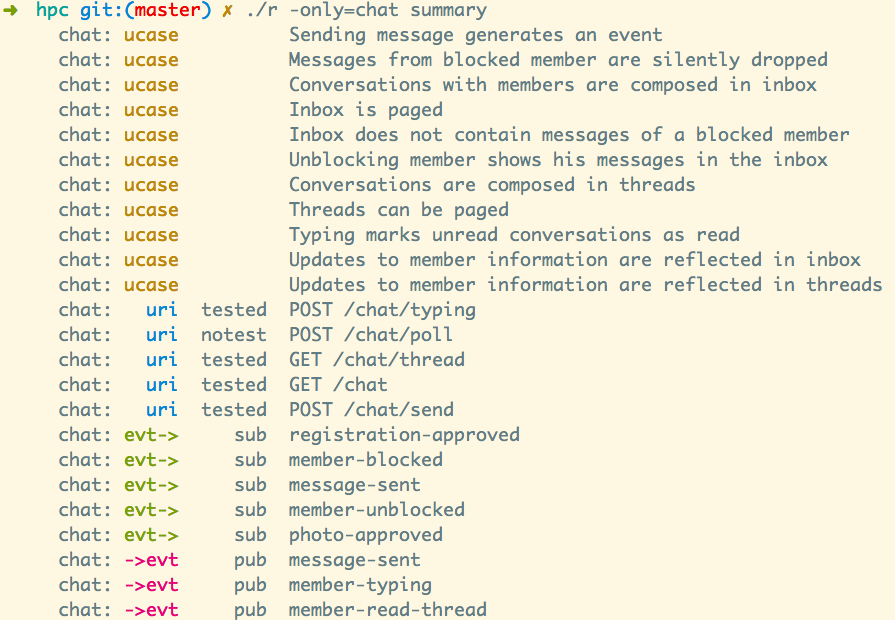 ➜ hpc git:(master) ✗ ./r -only=chat summary
chat: ucase Sending message generates an event
chat: ucase Messages from blocked member are silently dropped
chat: ucase Conversations with members are composed in inbox
chat: ucase Inbox is paged
chat: ucase Inbox does not contain messages of a blocked member
chat: ucase Unblocking member shows his messages in the inbox
chat: ucase Conversations are composed in threads
chat: ucase Threads can be paged
chat: ucase Typing marks unread conversations as read
chat: ucase Updates to member information are reflected in inbox
chat: ucase Updates to member information are reflected in threads
chat: uri tested POST /chat/typing
chat: uri notest POST /chat/poll
chat: uri tested GET /chat/thread
chat: uri tested GET /chat
chat: uri tested POST /chat/send
chat: evt-> sub registration-approved
chat: evt-> sub member-blocked
chat: evt-> sub message-sent
chat: evt-> sub member-unblocked
chat: evt-> sub photo-approved
chat: ->evt pub message-sent
chat: ->evt pub member-typing
chat: ->evt pub member-read-thread